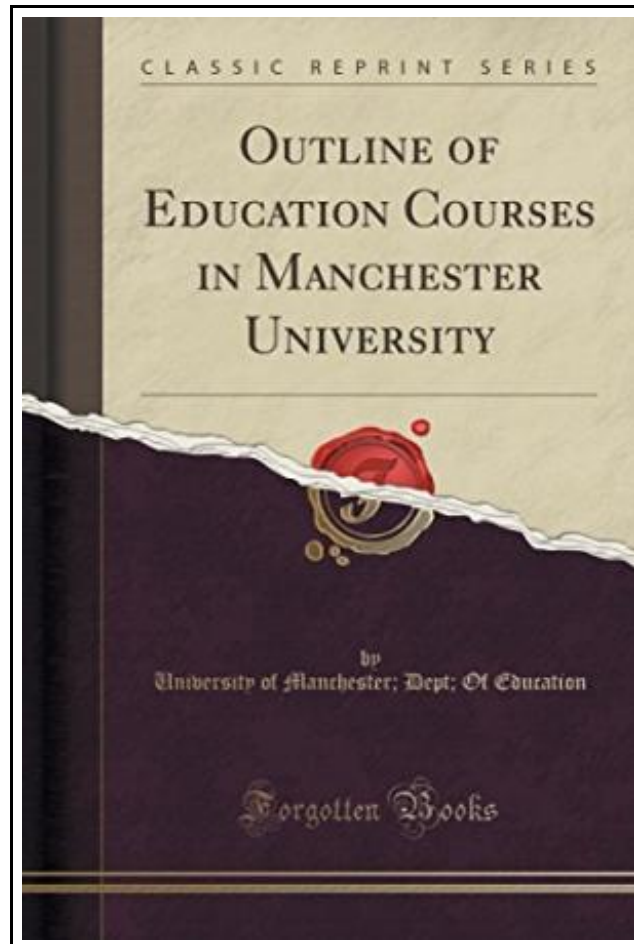 CLASSIC REPRINT SERIES
OUTLINE OF
EDUCATION COURSES
IN MANCHESTER
UNIVERSITY
by
University of Manchester; Dept; Of Education
Forgotten Books